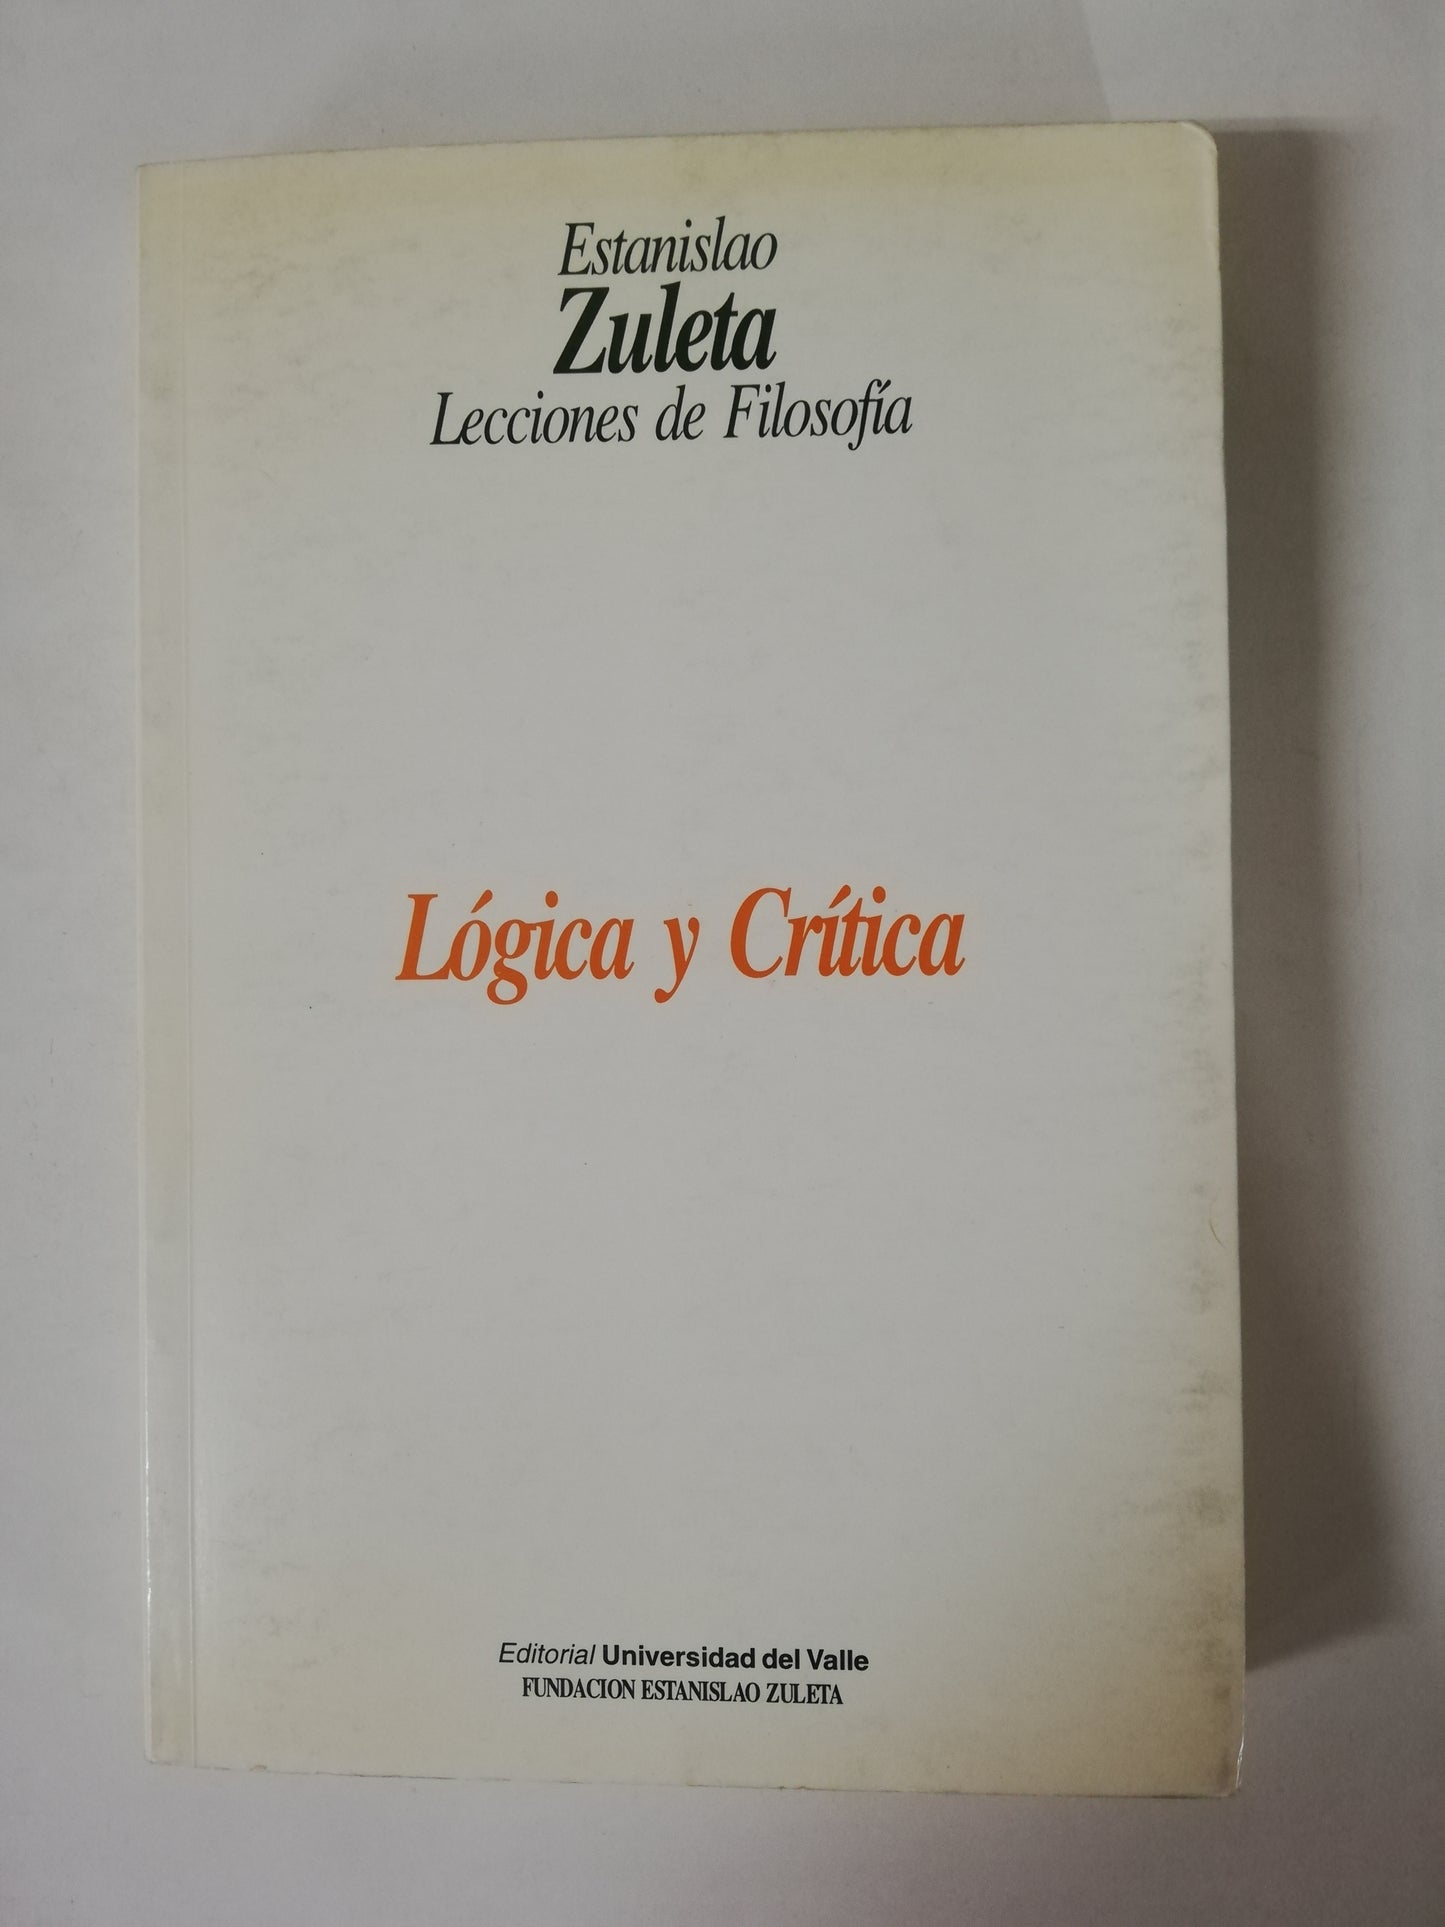 Estanislao
Zuleta
Lecciones de Filosofía
Lógica y Crítica
Editorial Universidad del Valle
FUNDACION ESTANISLAO ZULETA